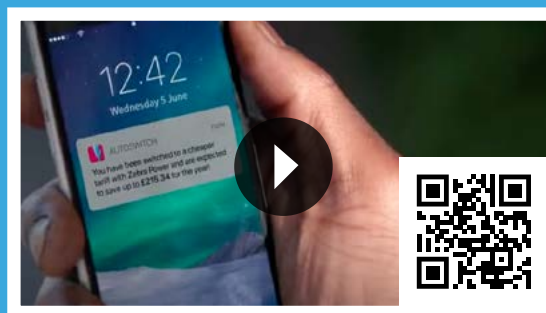 12:42
Wednesday 5 June
AUTOSWITCH
now
You have been switched to a cheaper
tariff with Zebra Power and are expected
to save up to £215.34 for the year!